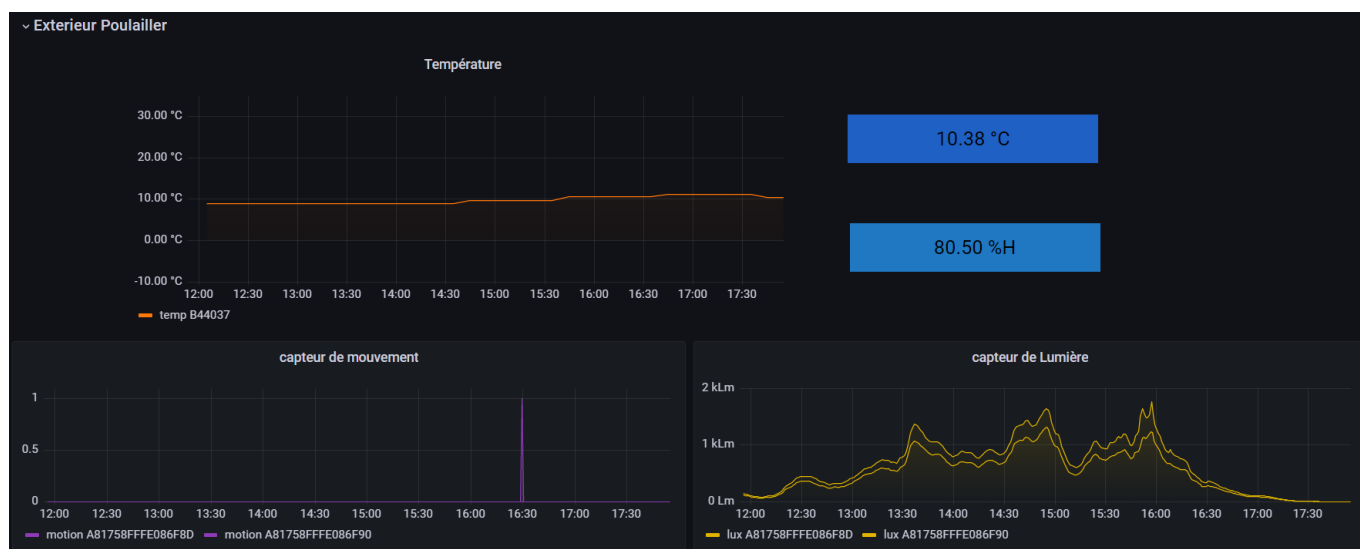 Exterieur Poulailler
Température
30.00 °C
20.00 °C
10.00 °C
0.00 °C
-10.00 °C
12:00 12:30 13:00 13:30 14:00 14:30 15:00 15:30 16:00 16:30 17:00 17:30
temp B44037
10.38 °C
80.50 %H
capteur de mouvement
1
0.5
0
12:00 12:30 13:00 13:30 14:00 14:30 15:00 15:30 16:00 16:30 17:00 17:30
motion A81758FFFE086F8D motion A81758FFFE086F90
capteur de Lumière
2 kLm
1 kLm
0 Lm
12:00 12:30 13:00 13:30 14:00 14:30 15:00 15:30 16:00 16:30 17:00 17:30
lux A81758FFFE086F8D lux A81758FFFE086F90